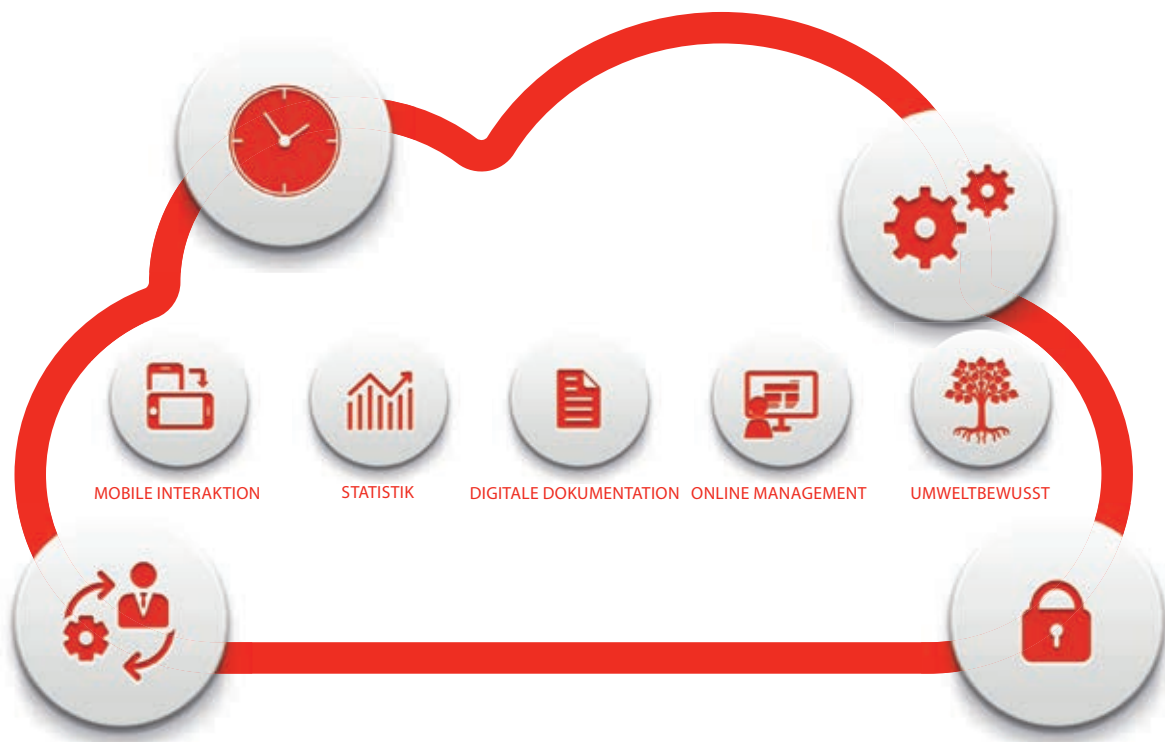 MOBILE INTERAKTION
STATISTIK
DIGITALE DOKUMENTATION
ONLINE MANAGEMENT
UMWELTBEWUSST